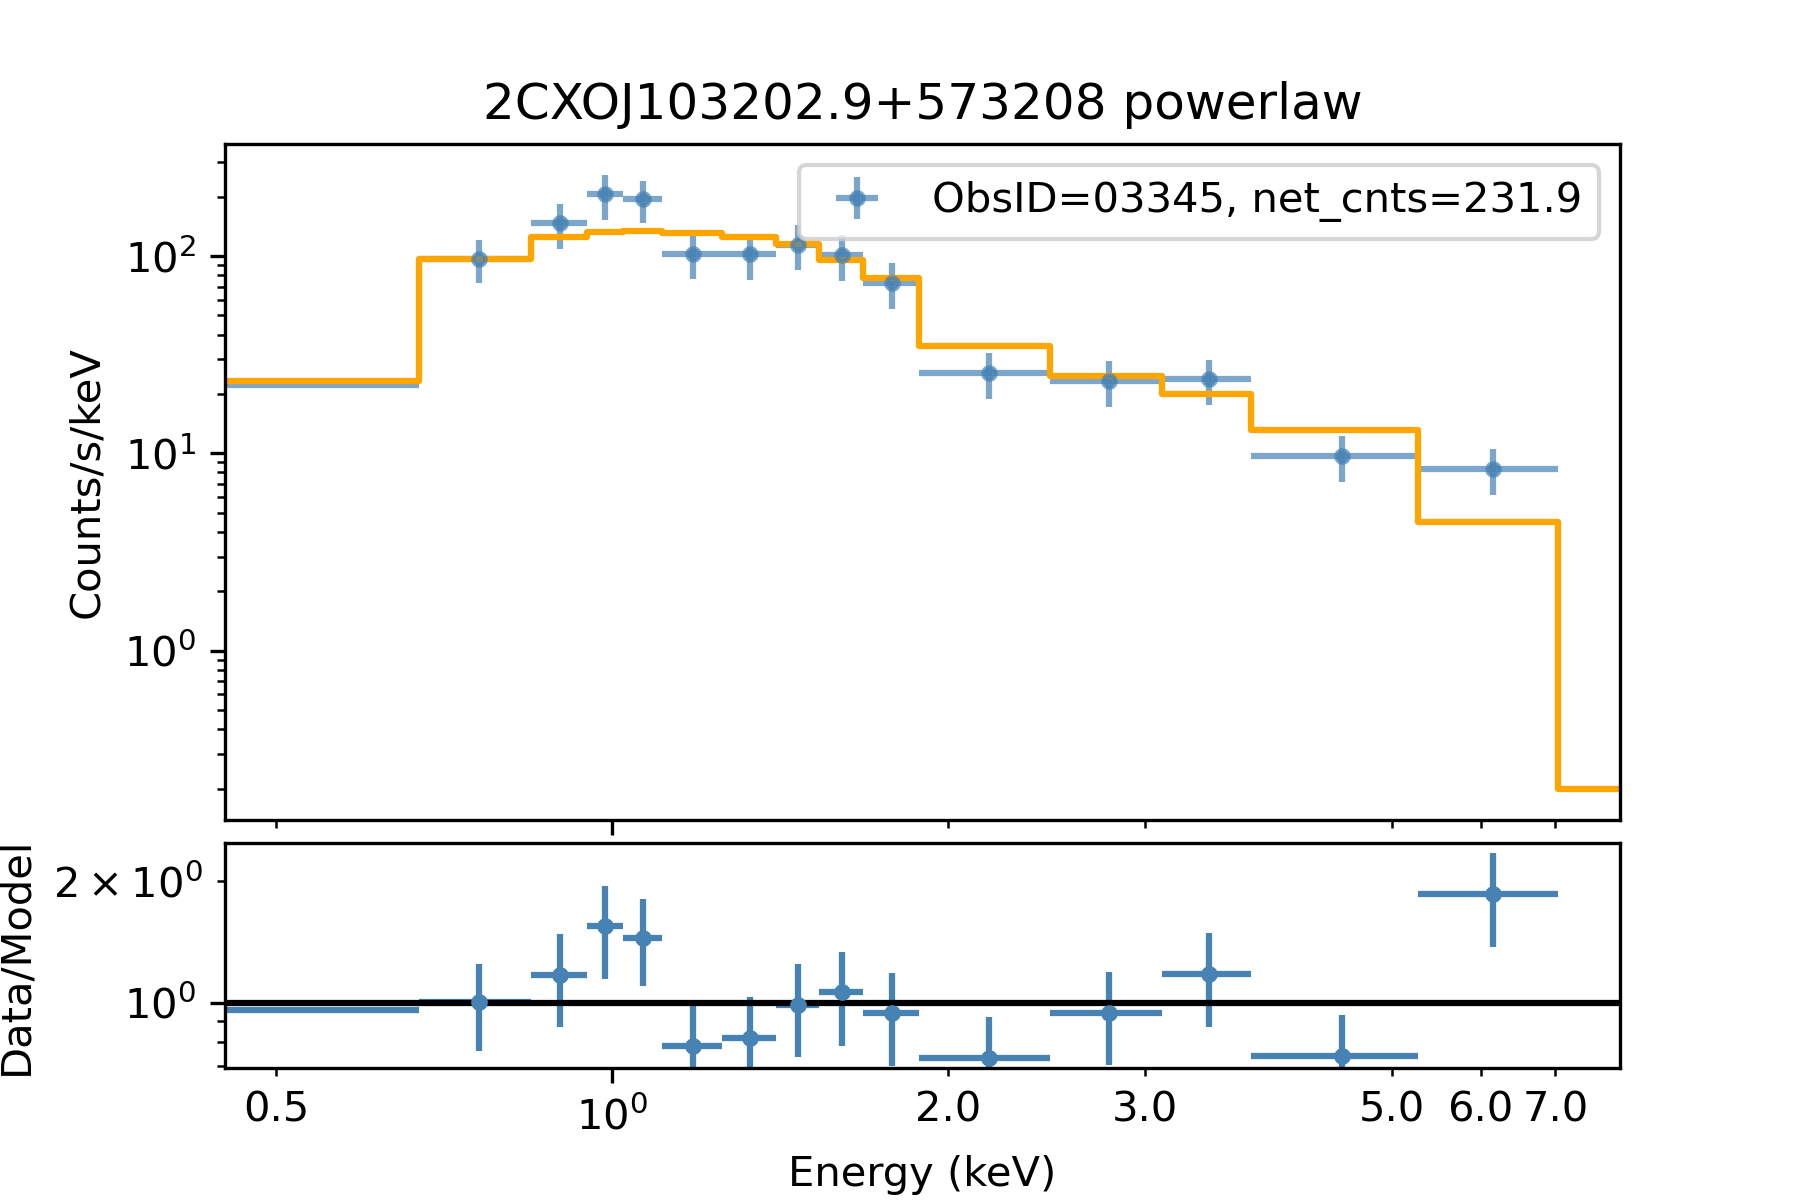 2CXOJ103202.9+573208 powerlaw
ObsID=03345, net_cnts=231.9
Counts/s/keV
10²
10¹
10⁰
Data/Model
2 × 10⁰
10⁰
0.5 10⁰ 2.0 3.0 5.0 6.0 7.0
Energy (keV)